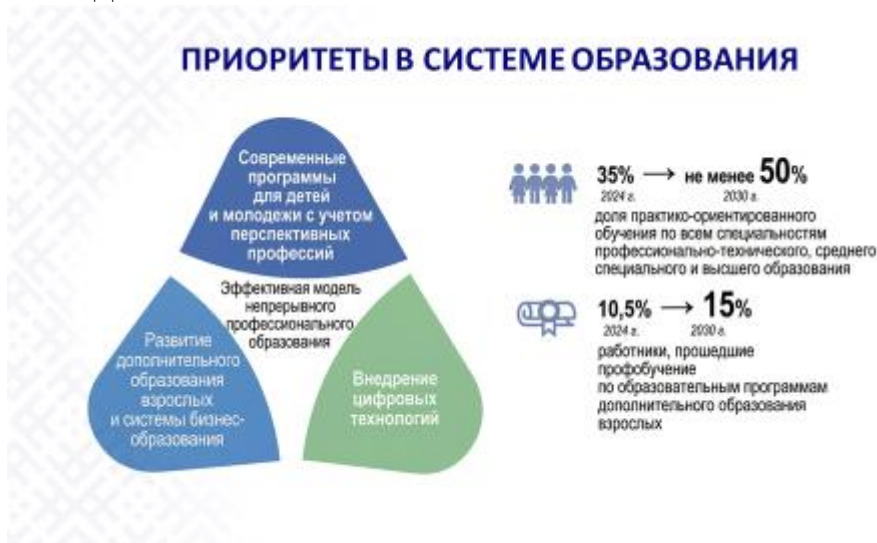 ПРИОРИТЕТЫ В СИСТЕМЕ ОБРАЗОВАНИЯ
Современные
программы
для детей
и молодежи с учетом
перспективных
профессий
Эффективная модель
непрерывного
профессионального
образования
Развитие
дополнительного
образования
взрослых
и системы бизнес-
образования
Внедрение
цифровых
технологий
35% → не менее 50%
2024 г. 2030 г.
доля практико-ориентированного
обучения по всем специальностям
профессионально-технического, среднего
специального и высшего образования
10,5% → 15%
2024 г. 2030 г.
работники, прошедшие
профобучение
по образовательным программам
дополнительного образования
взрослых